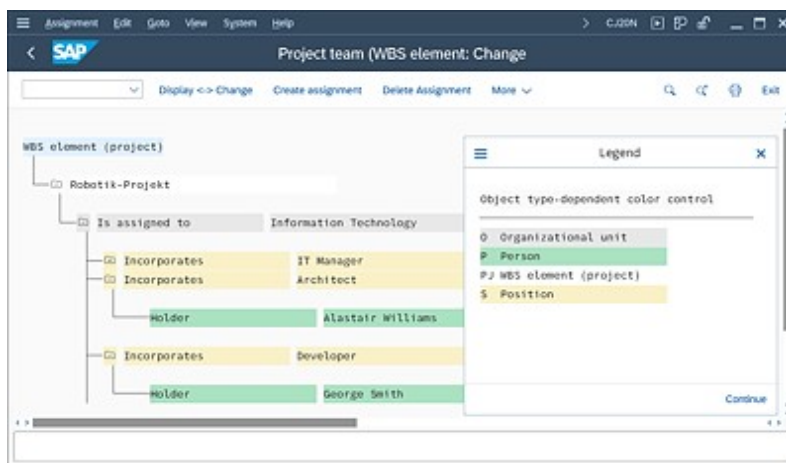 Assignment Edit Goto View System Help CJ20N
SAP Project team (WBS element: Change
Display <-> Change Create assignment Delete Assignment More Exit
WBS element (project)
Robotik-Projekt
Is assigned to Information Technology
Incorporates IT Manager
Incorporates Architect
Holder Alastair Williams
Incorporates Developer
Holder George Smith
Legend
Object type-dependent color control
O Organizational unit
P Person
PJ WBS element (project)
S Position
Continue